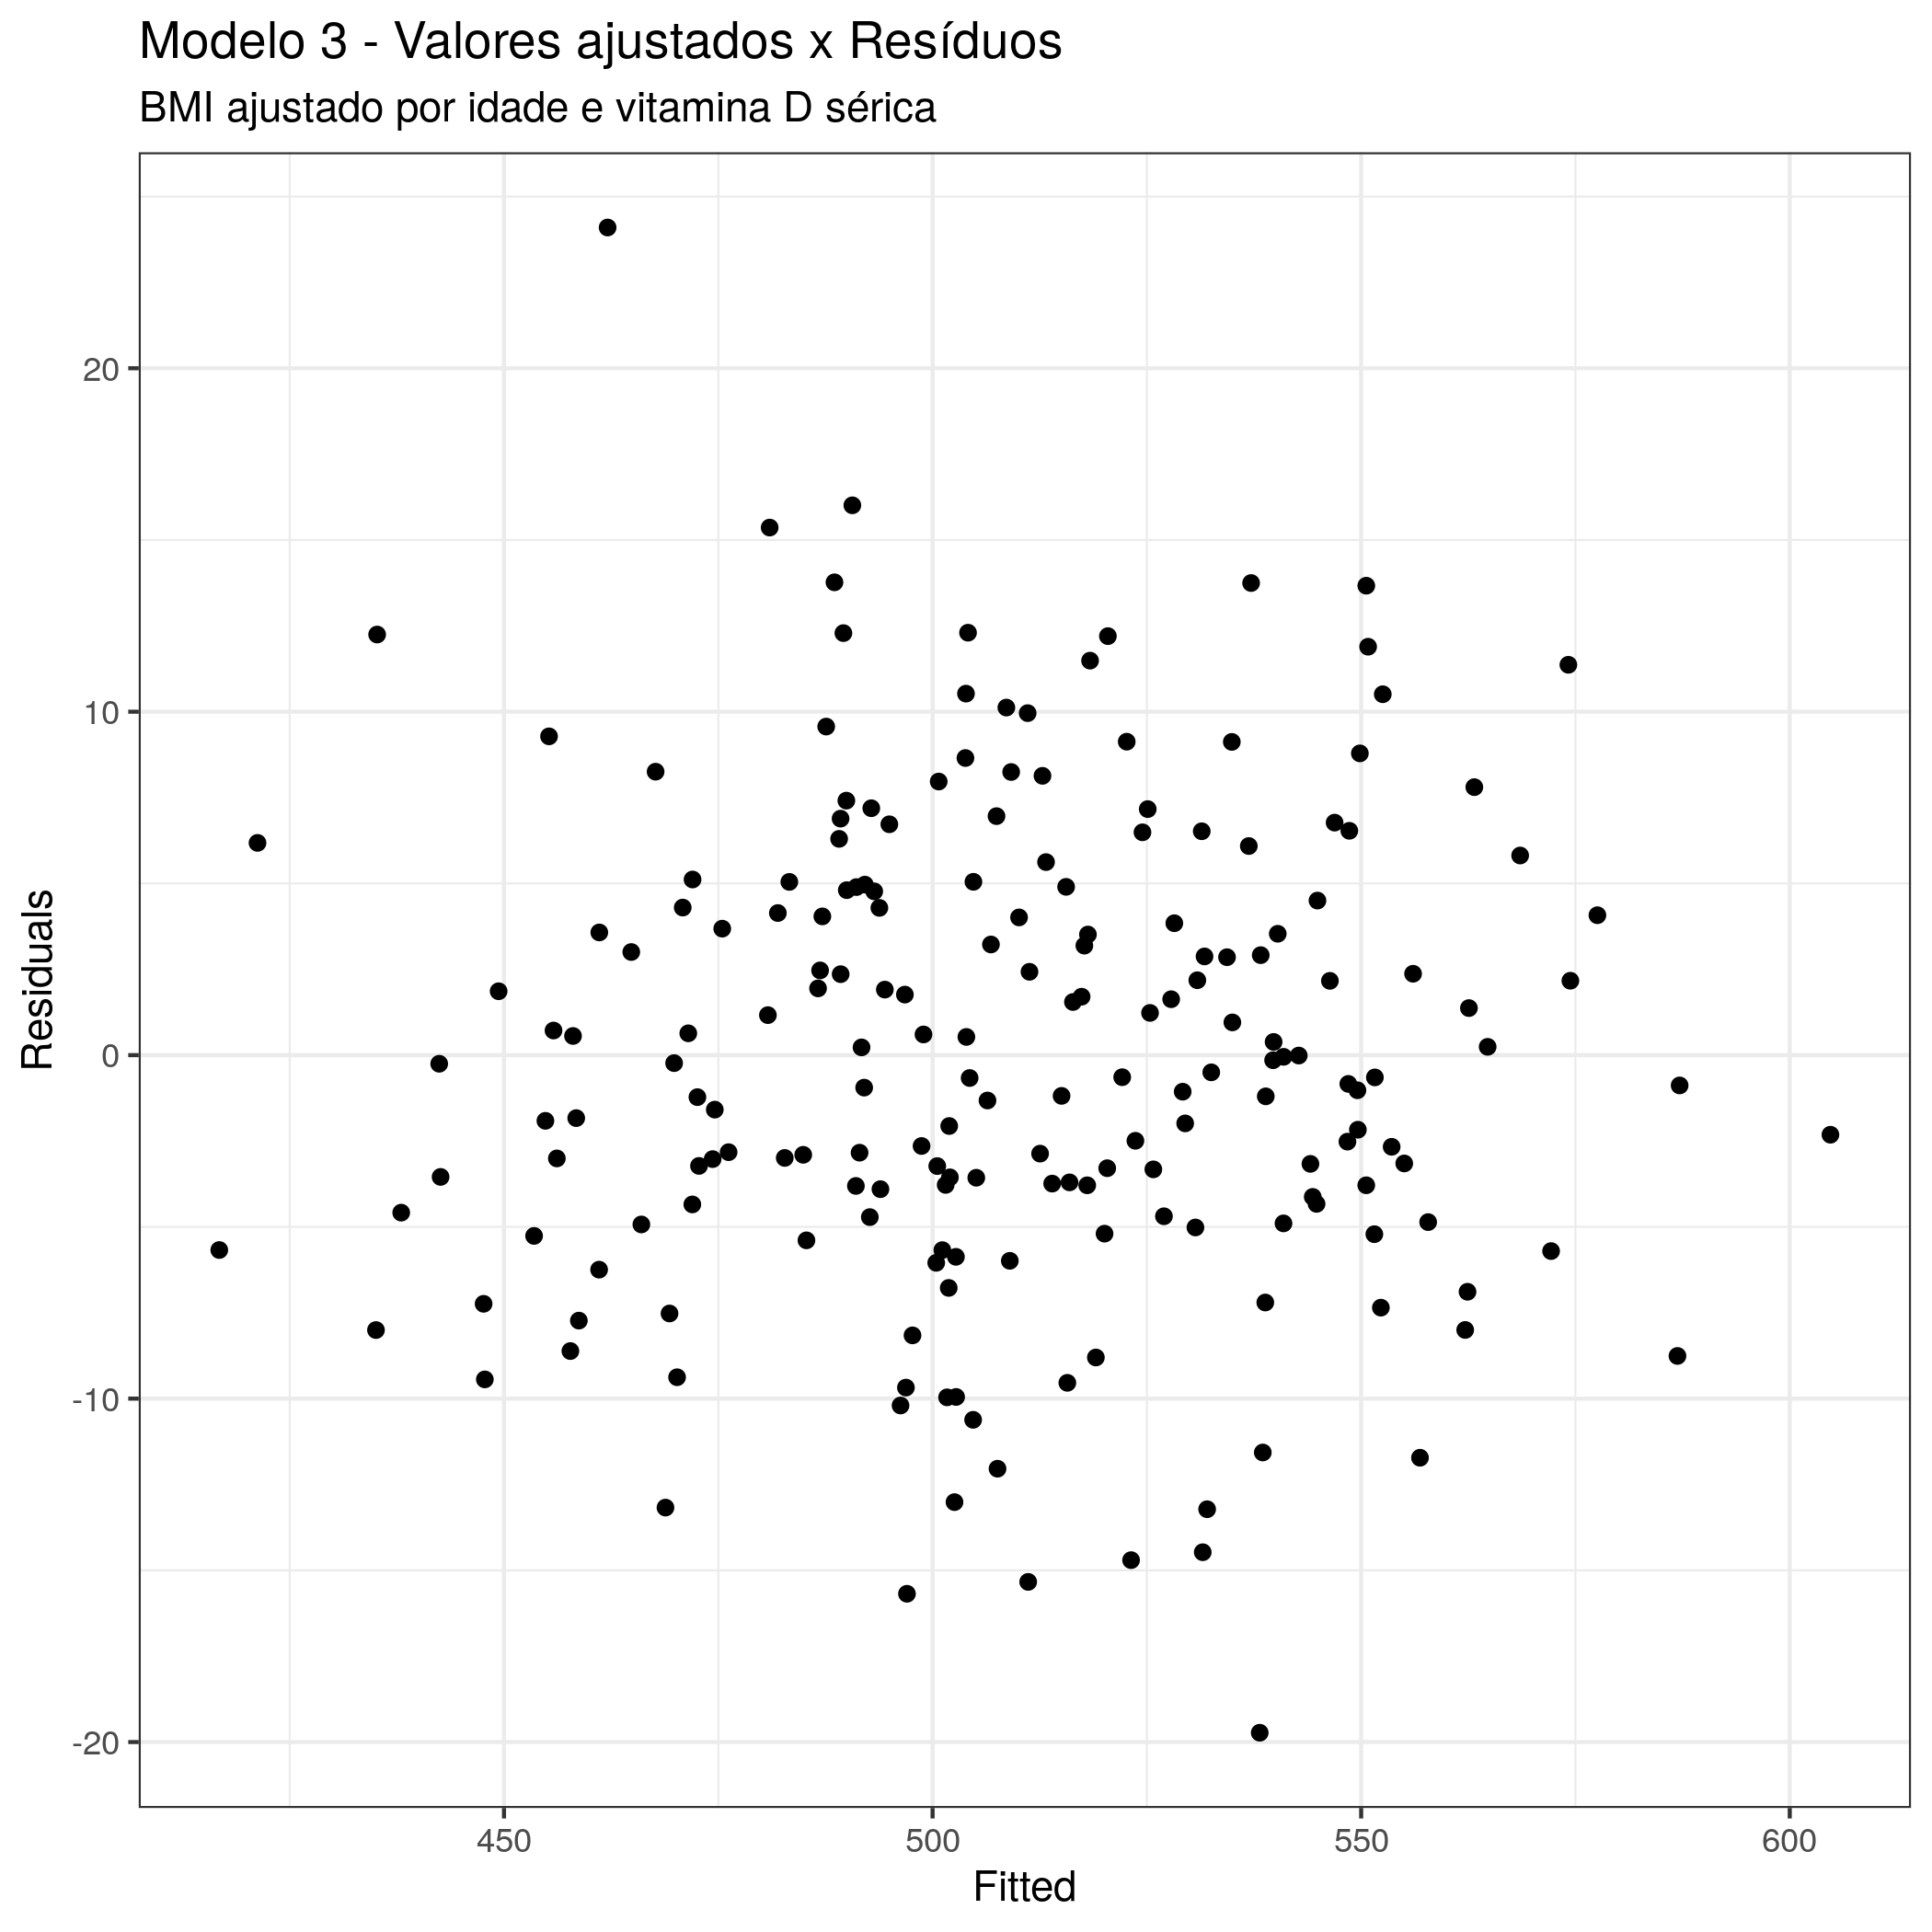 Modelo 3 - Valores ajustados x Resíduos
BMI ajustado por idade e vitamina D sérica
Residuals
20
10
0
-10
-20
450 500 550 600
Fitted